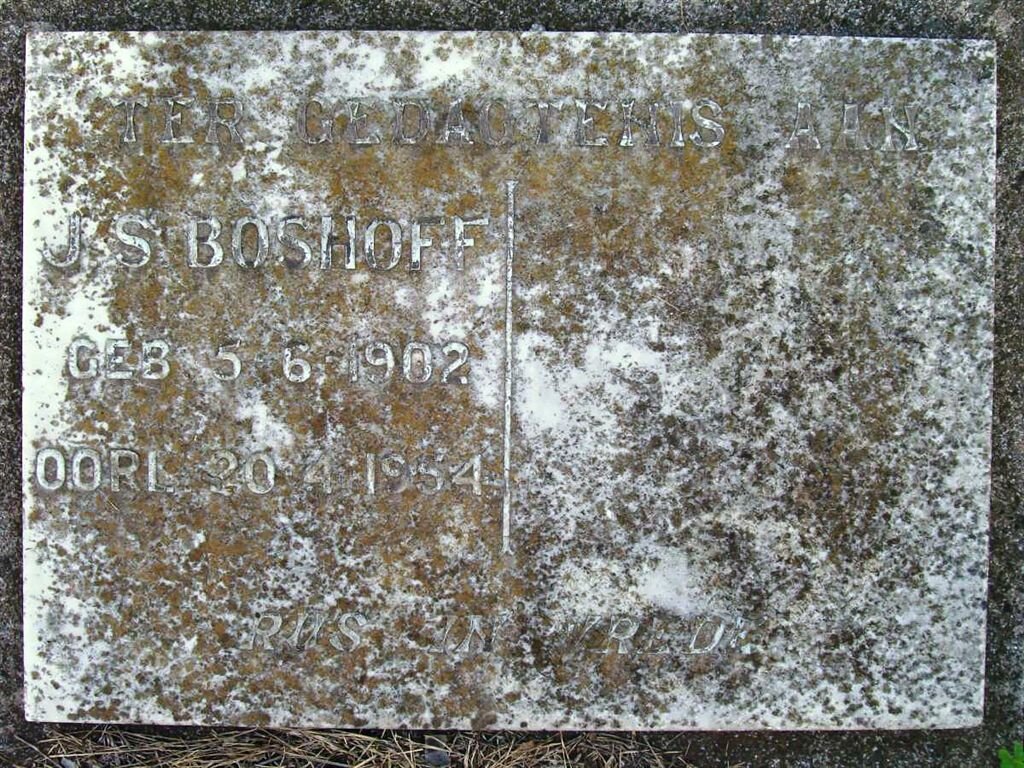 TER GEDAGTENIS AAN
J. S. BOSHOFF
GEB. 5. 6. 1902.
OORL. 20. 4. 1954.
RUS IN VREDE